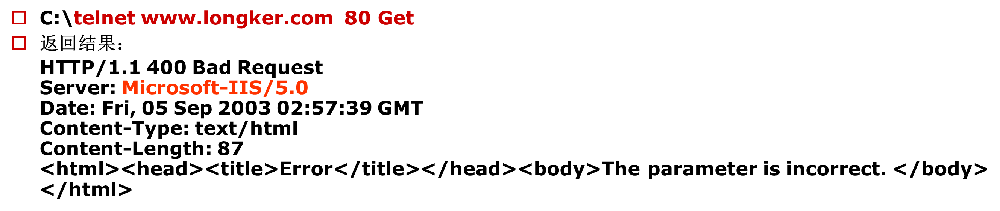 C:\telnet www.longker.com 80 Get
返回结果：
HTTP/1.1 400 Bad Request
Server: Microsoft-IIS/5.0
Date: Fri, 05 Sep 2003 02:57:39 GMT
Content-Type: text/html
Content-Length: 87
<html><head><title>Error</title></head><body>The parameter is incorrect. </body>
</html>